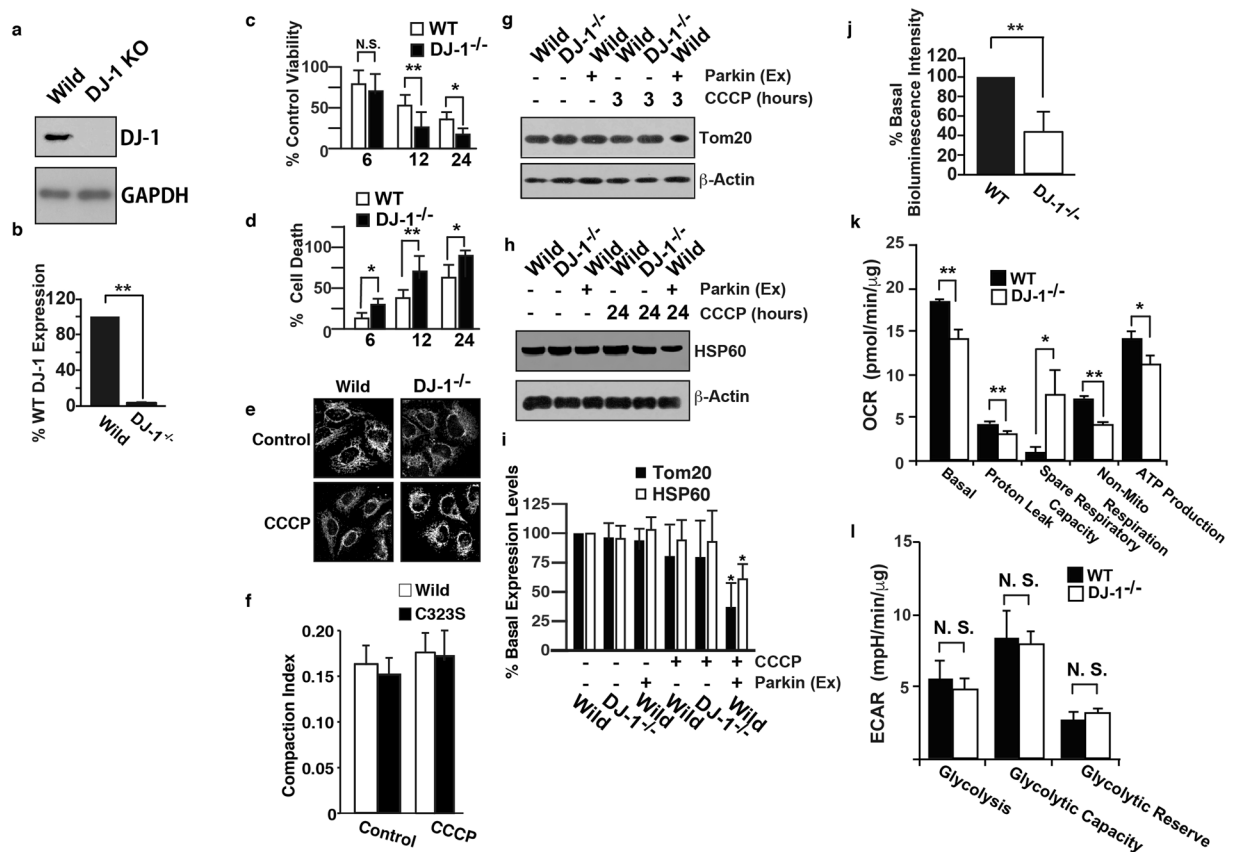 a
Wild
DJ-1 KO
DJ-1
GAPDH
b
% WT DJ-1 Expression
120
80
40
0
**
Wild
DJ-1-/-
c
WT
DJ-1-/-
% Control Viability
100
50
0
N.S.
**
*
6 12 24
d
WT
DJ-1-/-
% Cell Death
100
50
0
*
**
*
6 12 24
e
Wild DJ-1-/-
Control
CCCP
f
Wild
C323S
Compaction Index
0.20
0.15
0.10
0.05
0
Control CCCP
g
Wild DJ-1-/- Wild Wild DJ-1-/- Wild
- - + - - + Parkin (Ex)
- - - 3 3 3 CCCP (hours)
Tom20
β-Actin
h
Wild DJ-1-/- Wild Wild DJ-1-/- Wild
- - + - - + Parkin (Ex)
- - - 24 24 24 CCCP (hours)
HSP60
β-Actin
i
Tom20
HSP60
% Basal Expression Levels
125
100
75
50
25
0
* *
- - - + + + CCCP
- - + - - + Parkin (Ex)
Wild DJ-1-/- Wild Wild DJ-1-/- Wild
j
% Basal
Bioluminescence Intensity
120
100
80
60
40
20
0
**
WT DJ-1-/-
k
OCR (pmol/min/μg)
25
20
15
10
5
0
WT
DJ-1-/-
**
**
*
**
*
Basal
Proton Leak
Spare Respiratory
Capacity
Non-Mito
Respiration
ATP Production
l
ECAR (mpH/min/μg)
15
10
5
WT
DJ-1-/-
N. S.
N. S.
N. S.
Glycolysis
Glycolytic Capacity
Glycolytic Reserve